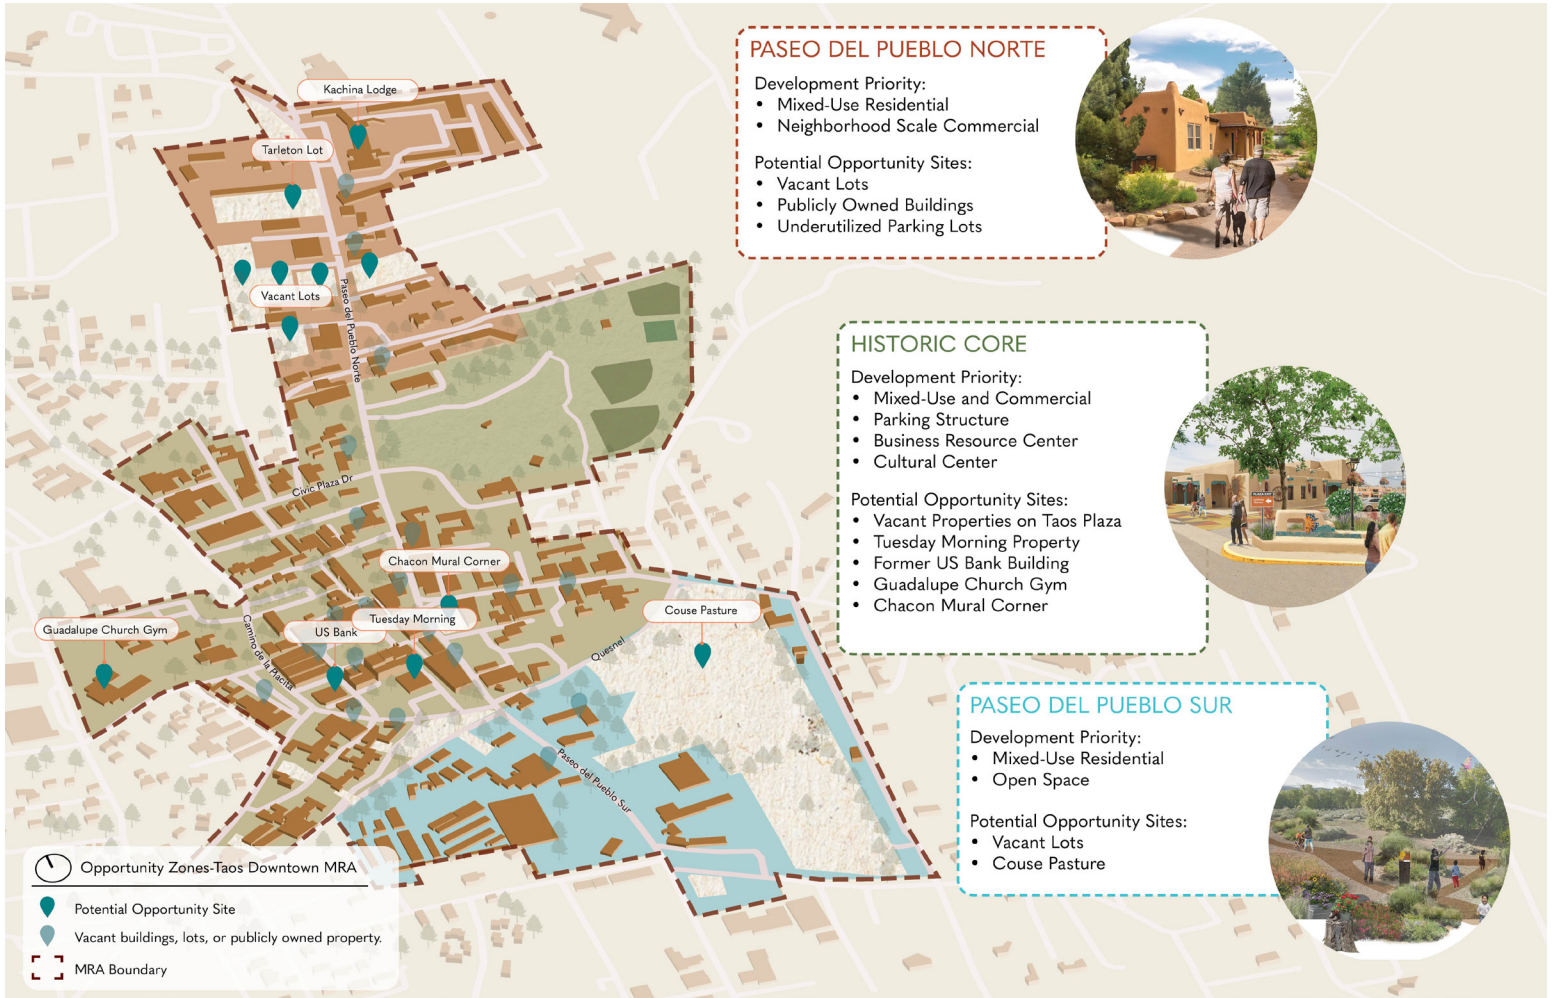 PASEO DEL PUEBLO NORTE
Development Priority:
• Mixed-Use Residential
• Neighborhood Scale Commercial
Potential Opportunity Sites:
• Vacant Lots
• Publicly Owned Buildings
• Underutilized Parking Lots
HISTORIC CORE
Development Priority:
• Mixed-Use and Commercial
• Parking Structure
• Business Resource Center
• Cultural Center
Potential Opportunity Sites:
• Vacant Properties on Taos Plaza
• Tuesday Morning Property
• Former US Bank Building
• Guadalupe Church Gym
• Chacon Mural Corner
PASEO DEL PUEBLO SUR
Development Priority:
• Mixed-Use Residential
• Open Space
Potential Opportunity Sites:
• Vacant Lots
• Couse Pasture
Kachina Lodge
Tarleton Lot
Vacant Lots
Paseo del Pueblo Norte
Civic Plaza Dr
Chacon Mural Corner
Tuesday Morning
US Bank
Guadalupe Church Gym
Camino de la Placita
Couse Pasture
Quesnel
Paseo del Pueblo Sur
Opportunity Zones-Taos Downtown MRA
Potential Opportunity Site
Vacant buildings, lots, or publicly owned property.
MRA Boundary